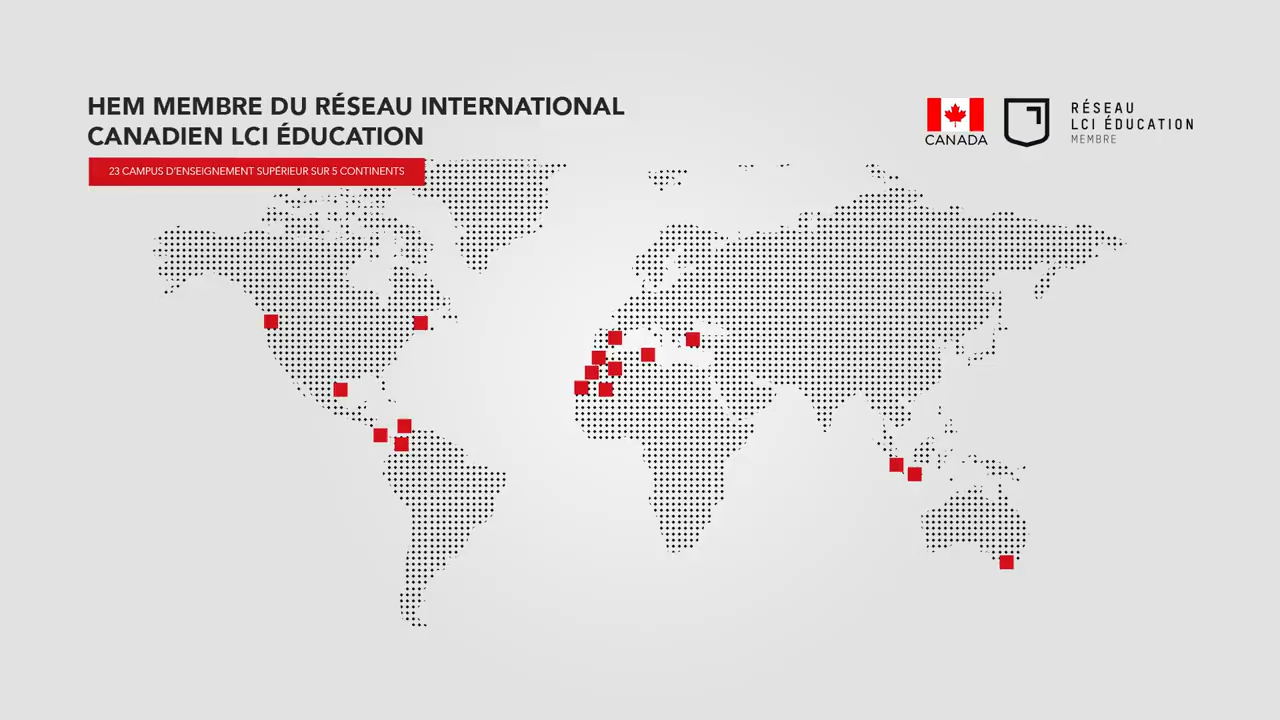 HEM MEMBRE DU RÉSEAU INTERNATIONAL
CANADIEN LCI ÉDUCATION
23 CAMPUS D'ENSEIGNEMENT SUPÉRIEUR SUR 5 CONTINENTS
CANADA
RÉSEAU
LCI ÉDUCATION
MEMBRE